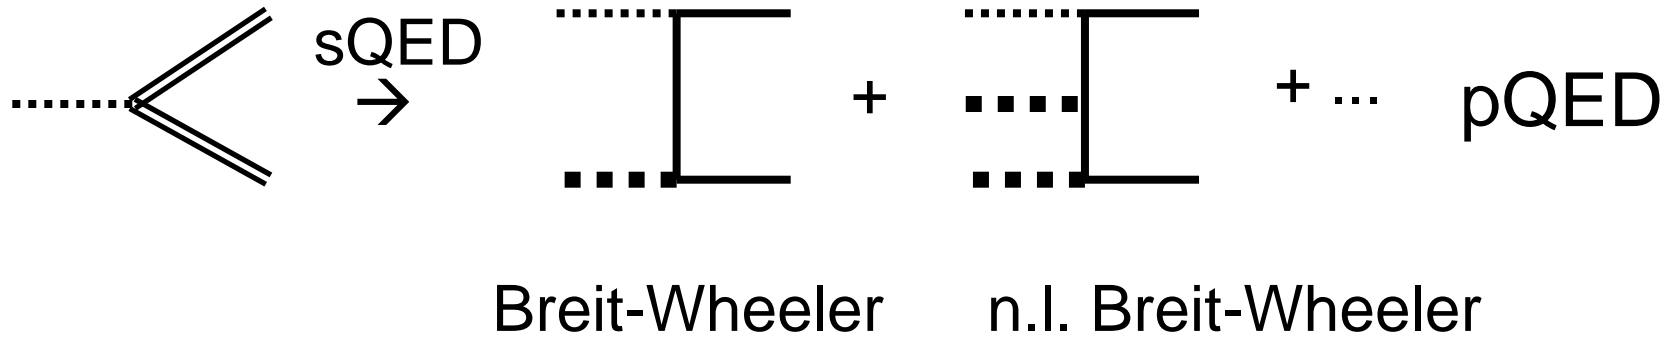 sQED
→
+
+ ...
pQED
Breit-Wheeler
n.l. Breit-Wheeler